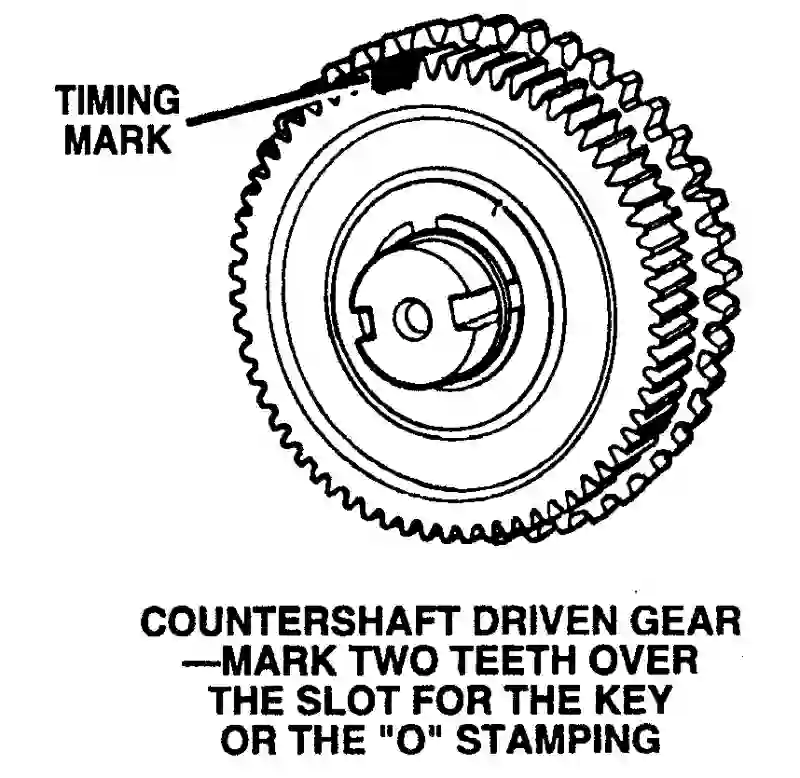 TIMING
MARK
COUNTERSHAFT DRIVEN GEAR
—MARK TWO TEETH OVER
THE SLOT FOR THE KEY
OR THE "O" STAMPING